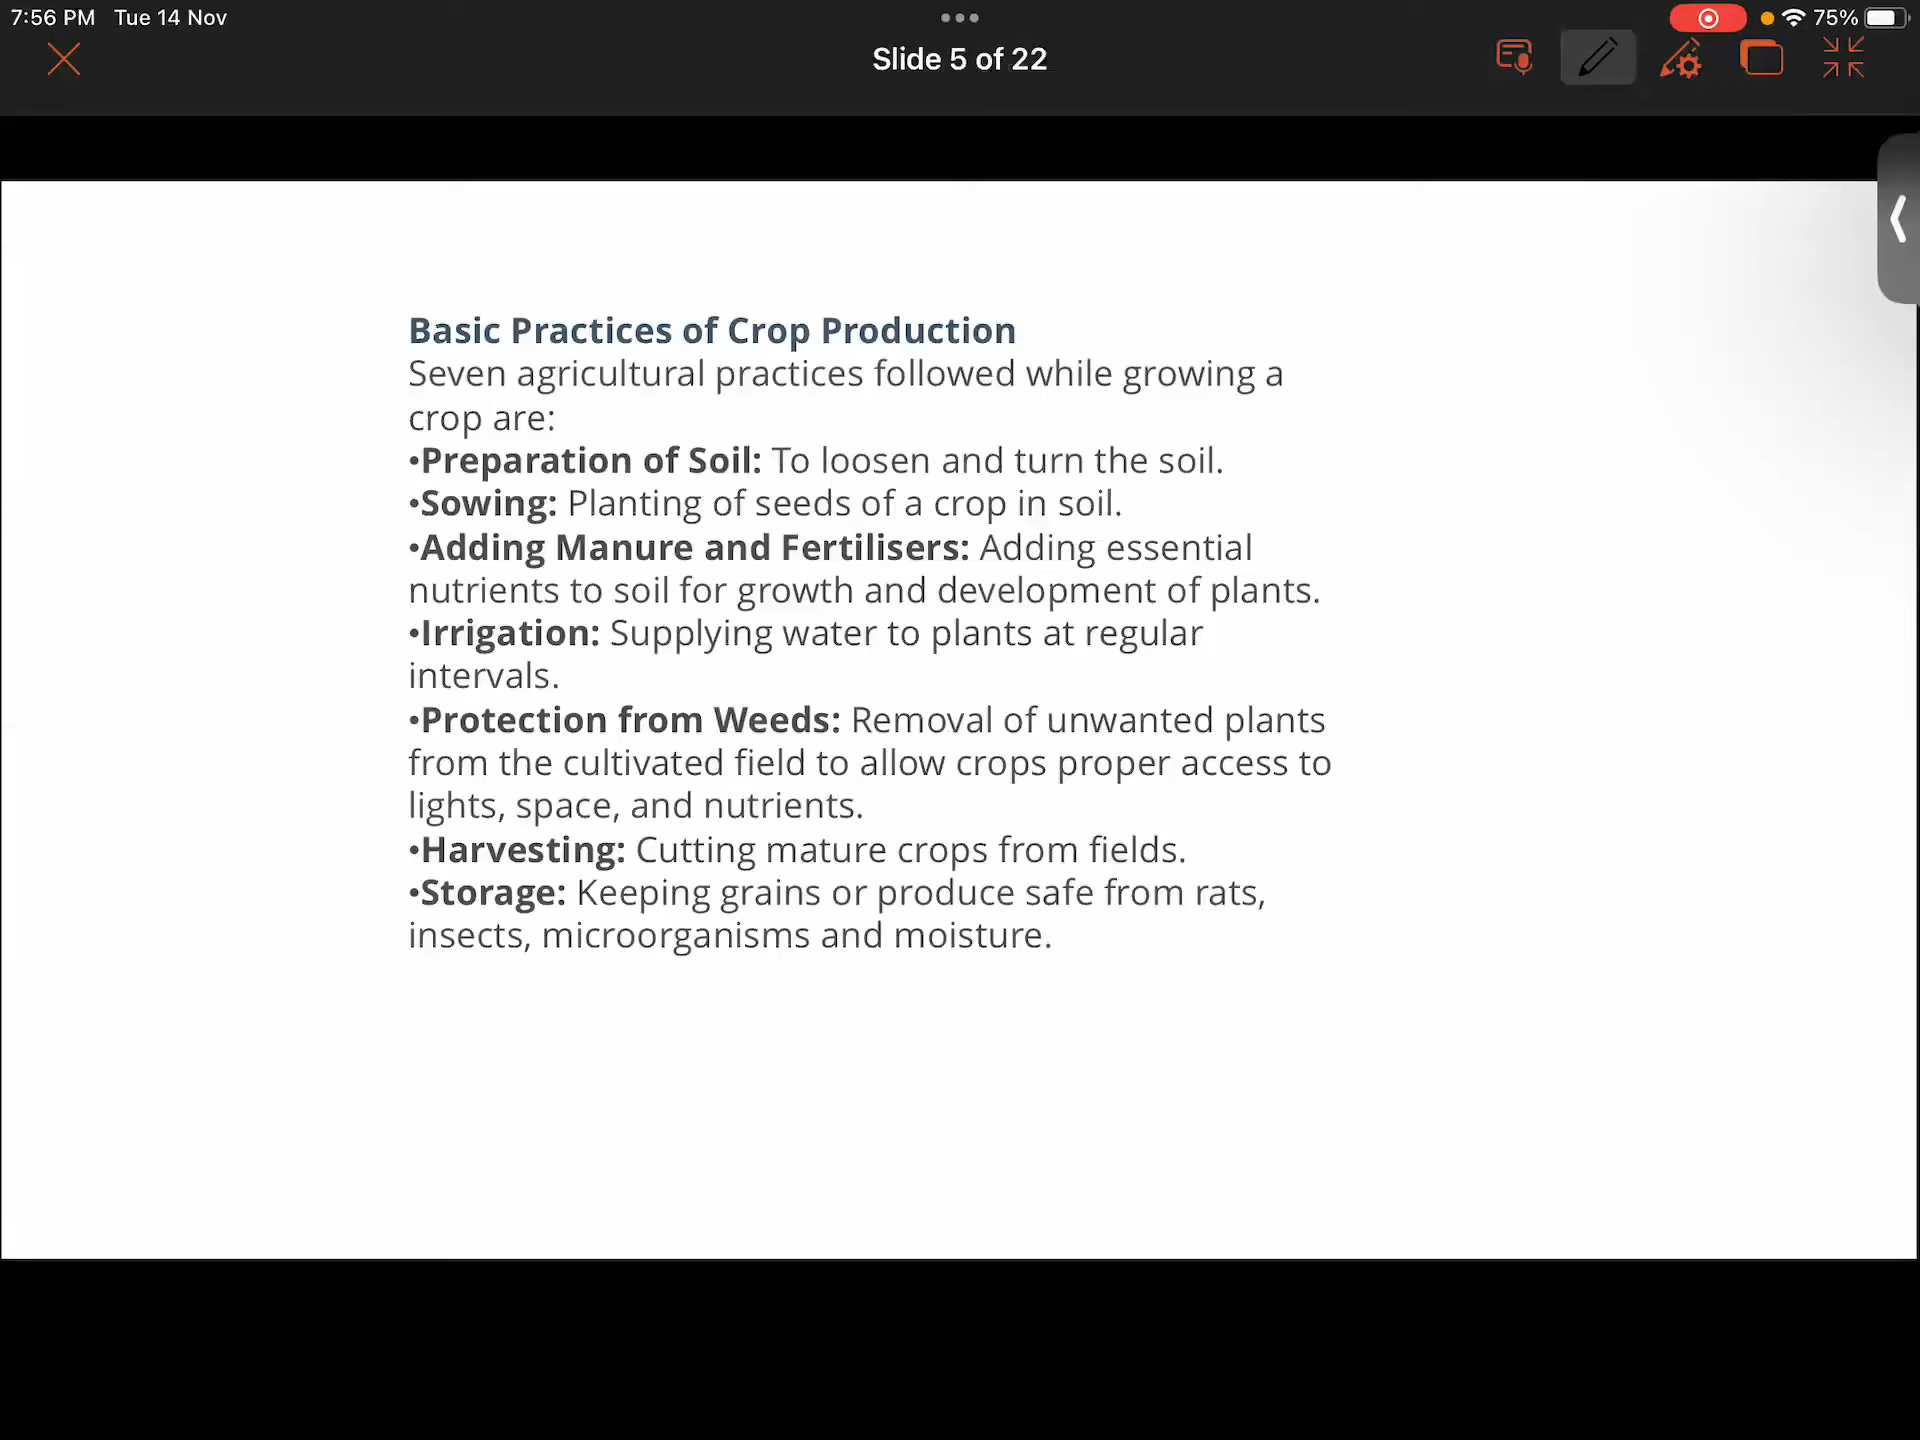 7:56 PM Tue 14 Nov
75%
Slide 5 of 22
Basic Practices of Crop Production
Seven agricultural practices followed while growing a
crop are:
•Preparation of Soil: To loosen and turn the soil.
•Sowing: Planting of seeds of a crop in soil.
•Adding Manure and Fertilisers: Adding essential
nutrients to soil for growth and development of plants.
•Irrigation: Supplying water to plants at regular
intervals.
•Protection from Weeds: Removal of unwanted plants
from the cultivated field to allow crops proper access to
lights, space, and nutrients.
•Harvesting: Cutting mature crops from fields.
•Storage: Keeping grains or produce safe from rats,
insects, microorganisms and moisture.